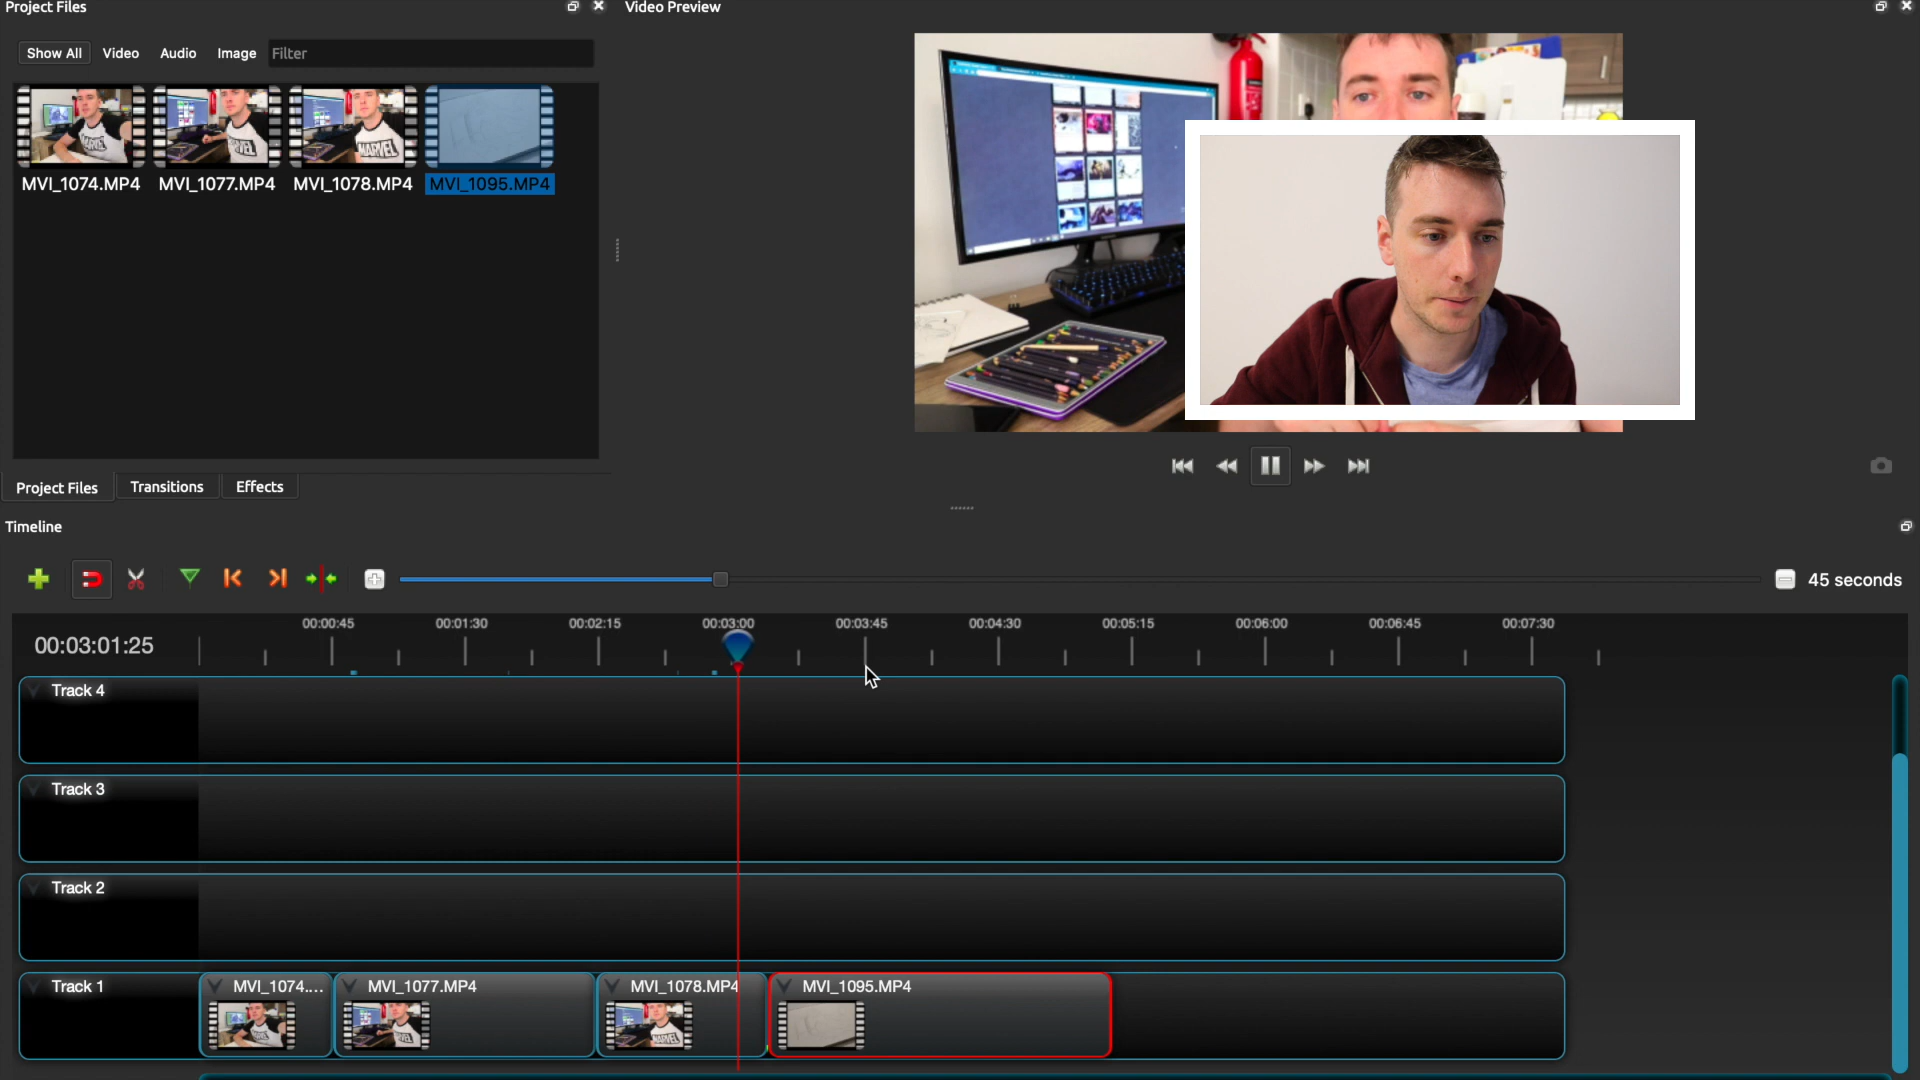 Project Files
Video Preview
Show All
Video
Audio
Image
Filter
MVI_1074.MP4
MVI_1077.MP4
MVI_1078.MP4
MVI_1095.MP4
Project Files
Transitions
Effects
Timeline
45 seconds
00:03:01:25
00:00:45
00:01:30
00:02:15
00:03:00
00:03:45
00:04:30
00:05:15
00:06:00
00:06:45
00:07:30
Track 4
Track 3
Track 2
Track 1
MVI_1074....
MVI_1077.MP4
MVI_1078.MP4
MVI_1095.MP4
MARVEL